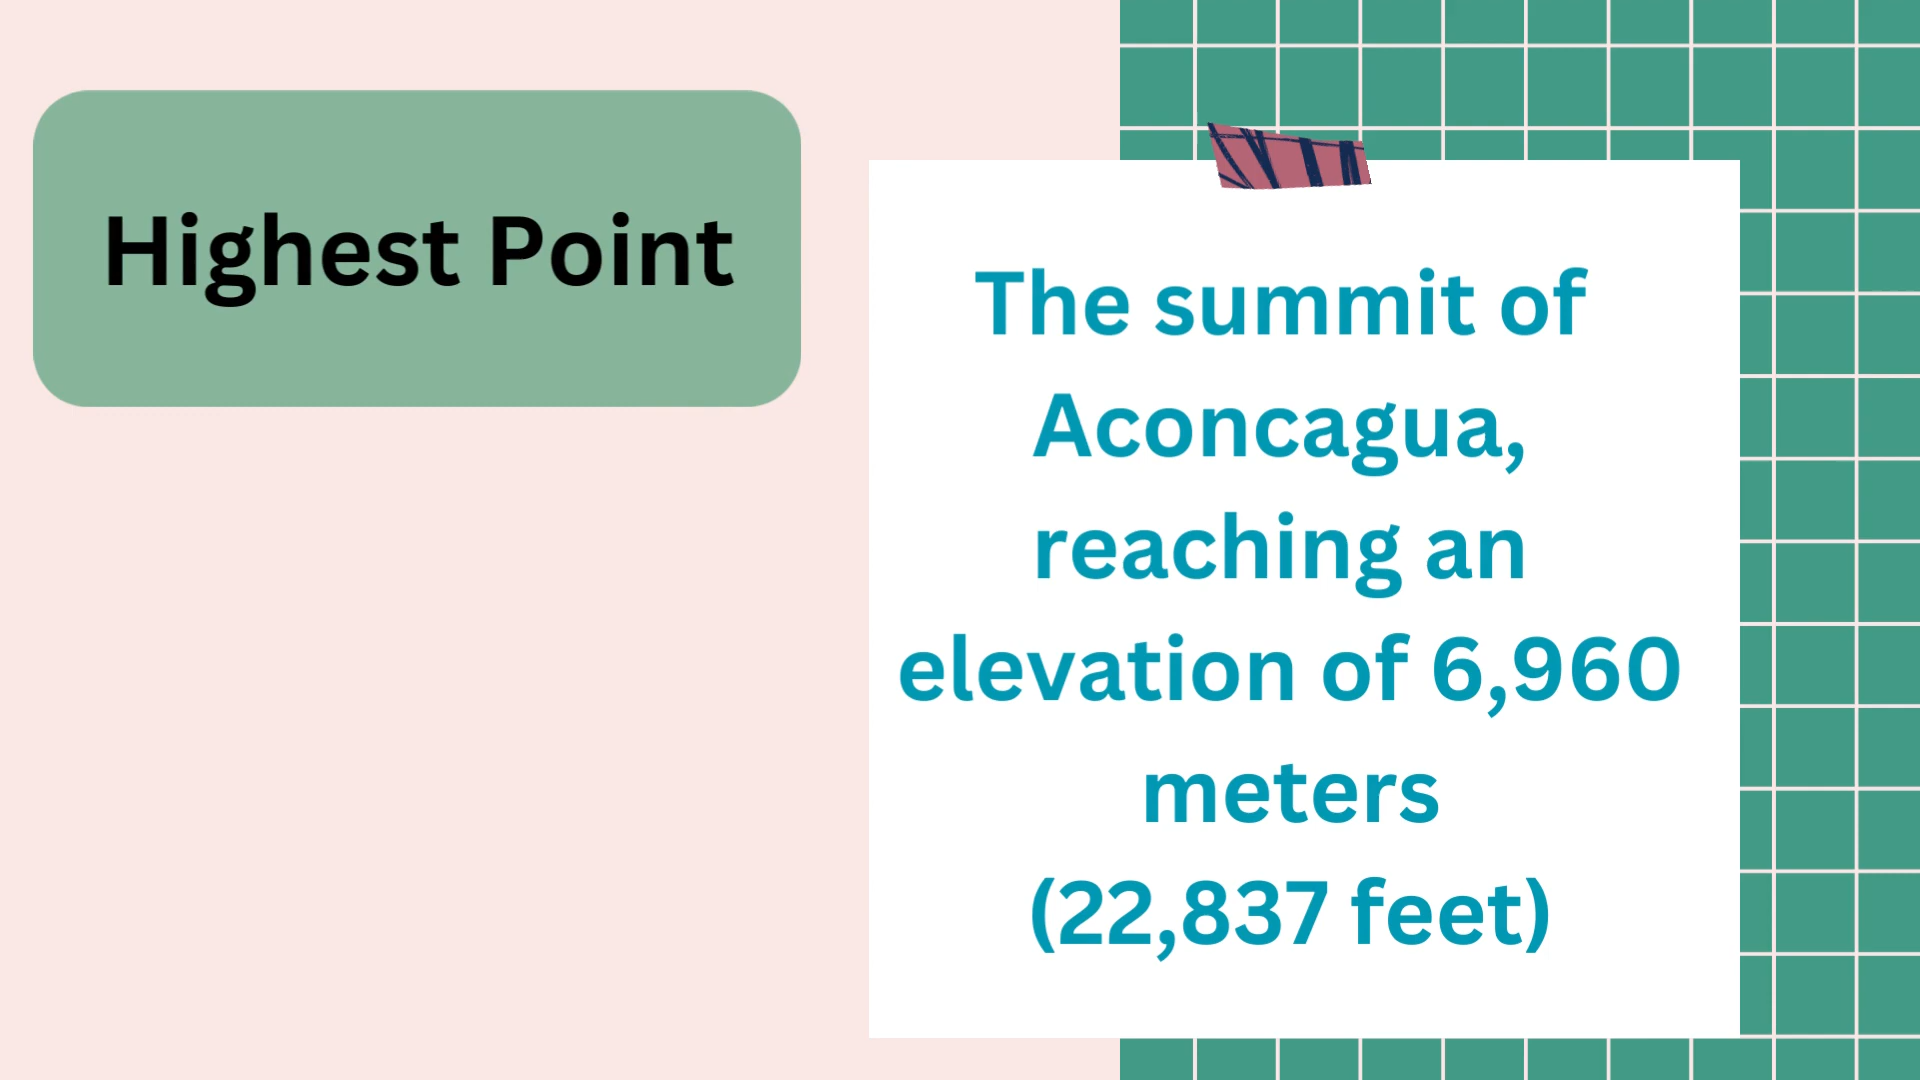 Highest Point
The summit of
Aconcagua,
reaching an
elevation of 6,960
meters
(22,837 feet)